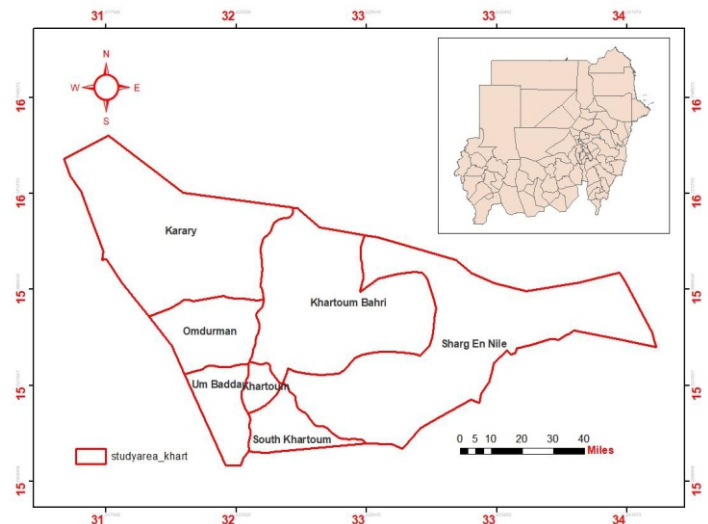 31 32 33 33 34
N
W E
S
16 16
16 16
Karary
15 15
Khartoum Bahri
Omdurman
Sharg En Nile
15 15
Um Baddar Khartoum
South Khartoum
0 5 10 20 30 40
Miles
studyarea_khart
15 15
31 32 33 33 34